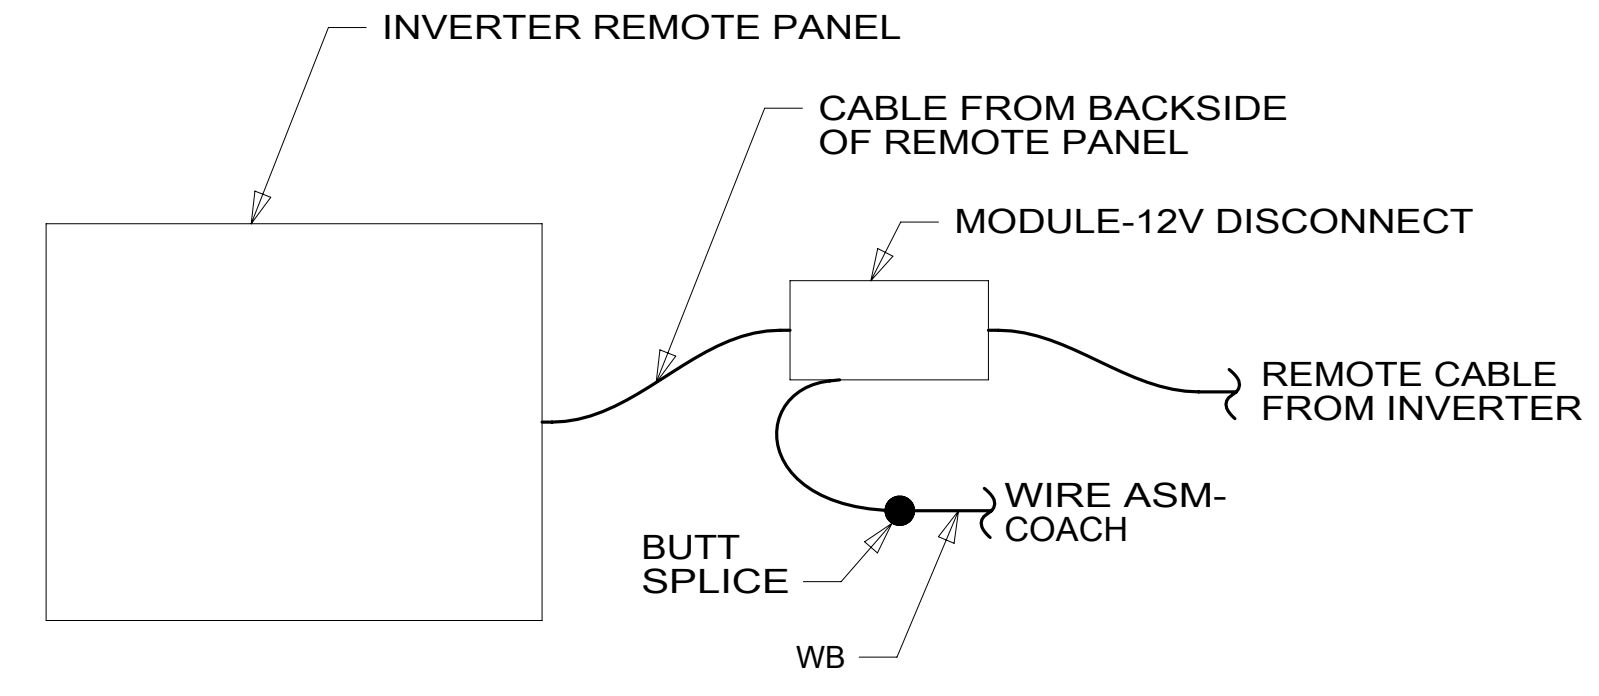 INVERTER REMOTE PANEL
CABLE FROM BACKSIDE
OF REMOTE PANEL
MODULE-12V DISCONNECT
REMOTE CABLE
FROM INVERTER
WIRE ASM-
COACH
BUTT
SPLICE
WB